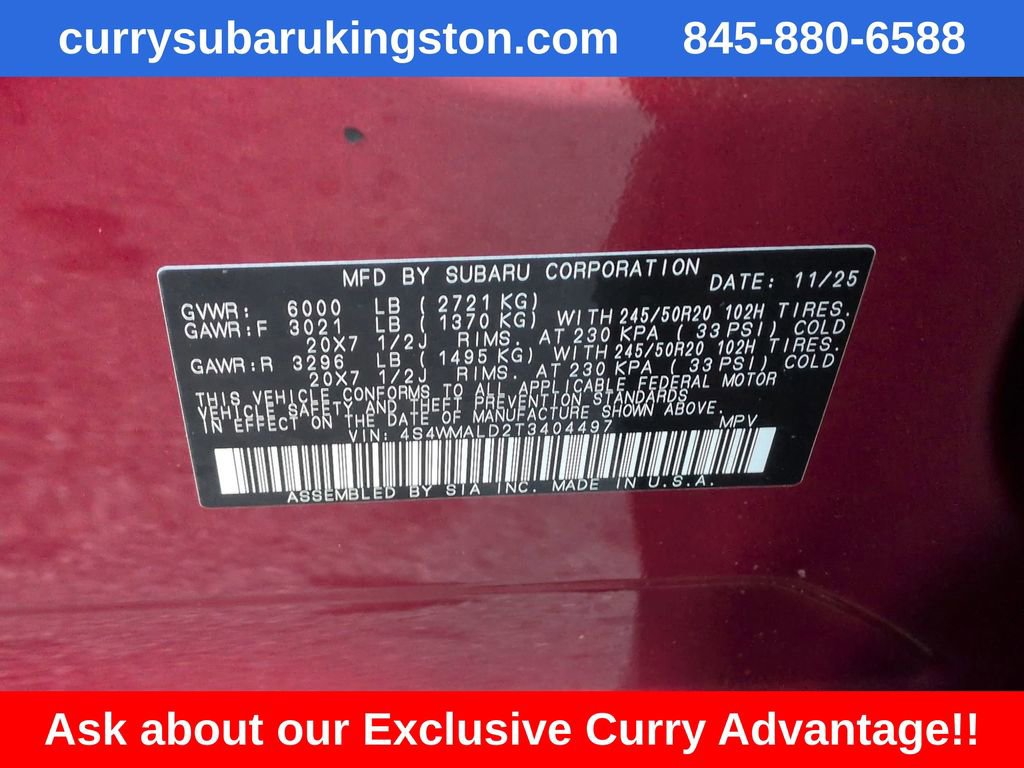 currysubarukingston.com 845-880-6588
MFD BY SUBARU CORPORATION DATE: 11/25
GVWR: 6000 LB ( 2721 KG)
GAWR:F 3021 LB ( 1370 KG) WITH 245/50R20 102H TIRES.
20X7 1/2J RIMS. AT 230 KPA ( 33 PSI) COLD
GAWR:R 3296 LB ( 1495 KG) WITH 245/50R20 102H TIRES.
20X7 1/2J RIMS. AT 230 KPA ( 33 PSI) COLD
THIS VEHICLE CONFORMS TO ALL APPLICABLE FEDERAL MOTOR
VEHICLE SAFETY AND THEFT PREVENTION STANDARDS
IN EFFECT ON THE DATE OF MANUFACTURE SHOWN ABOVE.
VIN: 4S4WMALD2T3404497 MPV
ASSEMBLED BY SIA INC. MADE IN U.S.A.
Ask about our Exclusive Curry Advantage!!